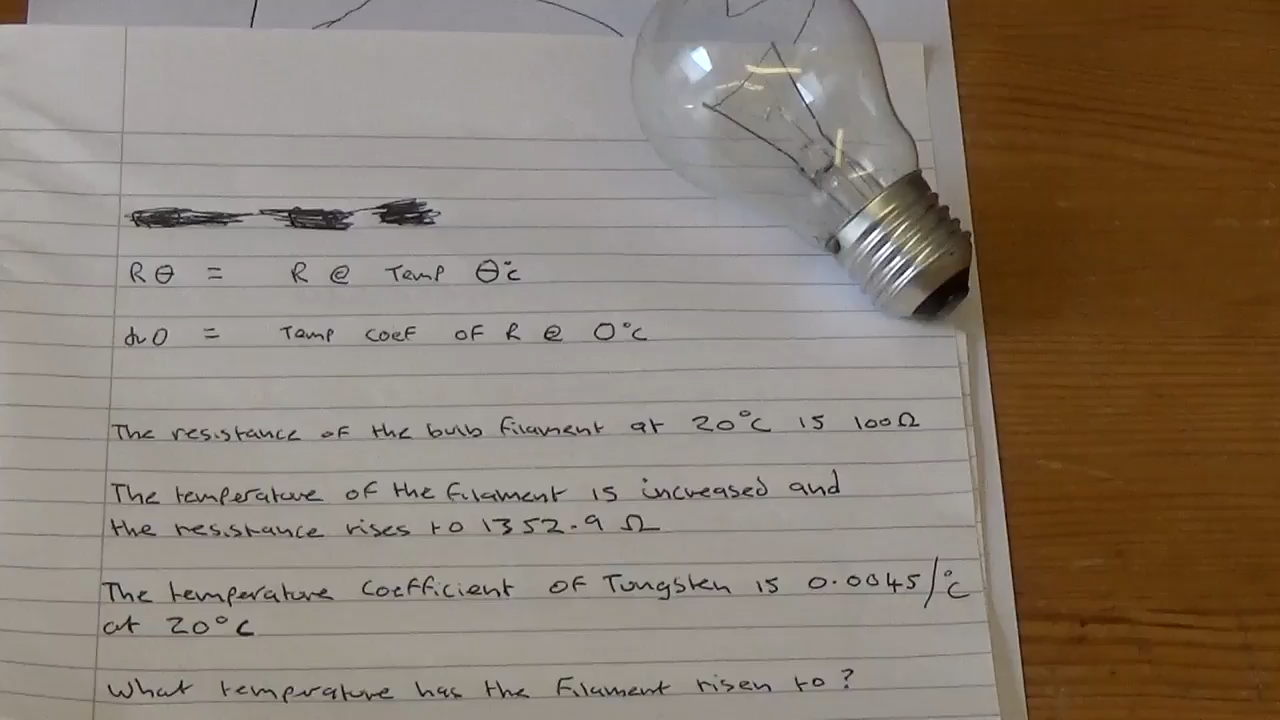 Rθ = R @ Temp θ°c
α0 = Temp coef of R @ 0°c
The resistance of the bulb filament at 20°C is 100Ω
The temperature of the filament is increased and
the resistance rises to 1352.9 Ω
The temperature coefficient of Tungsten is 0.0045/°C
at 20°C
What temperature has the filament risen to?